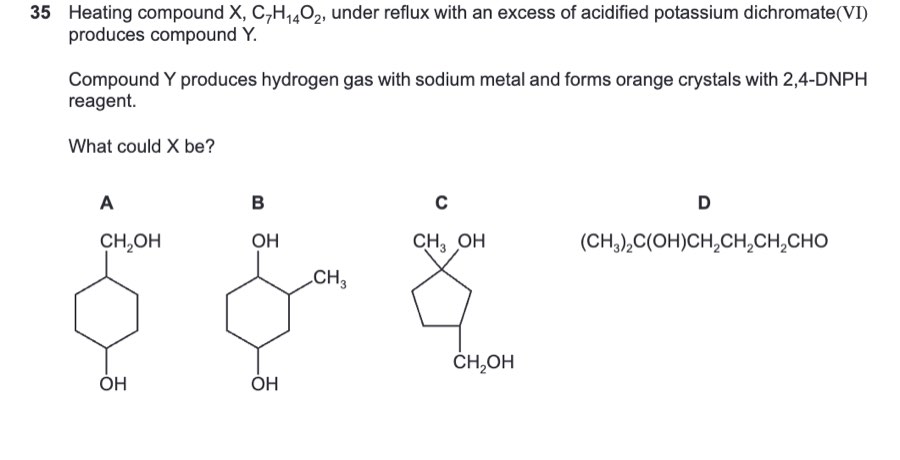 35 Heating compound X, C₇H₁₄O₂, under reflux with an excess of acidified potassium dichromate(VI)
produces compound Y.
Compound Y produces hydrogen gas with sodium metal and forms orange crystals with 2,4-DNPH
reagent.
What could X be?
A B C D
CH₂OH OH CH₃ OH (CH₃)₂C(OH)CH₂CH₂CH₂CHO
CH₃
CH₂OH
OH OH